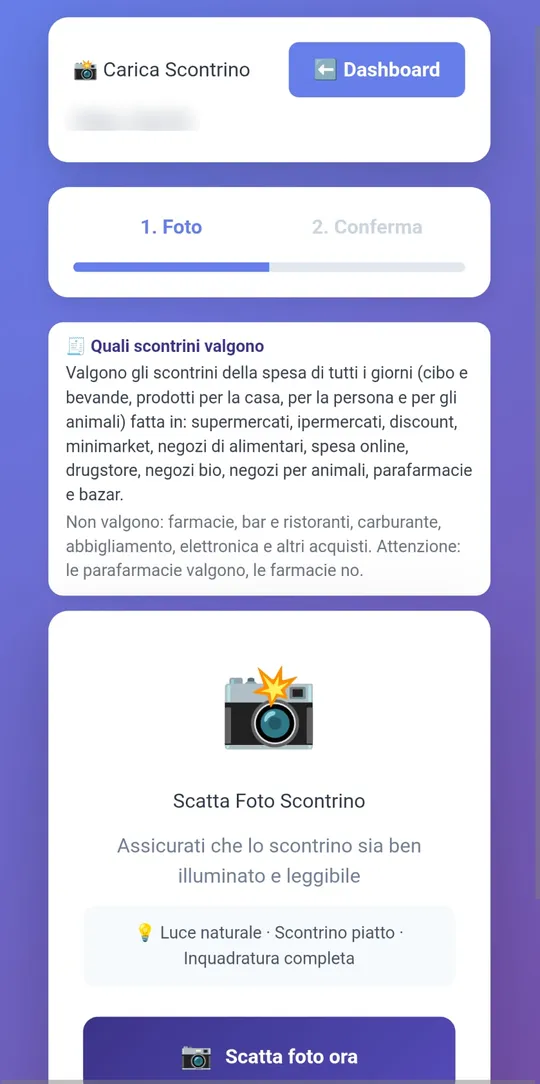 📸 Carica Scontrino
⬅️ Dashboard
1. Foto
2. Conferma
🧾 Quali scontrini valgono
Valgono gli scontrini della spesa di tutti i giorni (cibo e
bevande, prodotti per la casa, per la persona e per gli
animali) fatta in: supermercati, ipermercati, discount,
minimarket, negozi di alimentari, spesa online,
drugstore, negozi bio, negozi per animali, parafarmacie
e bazar.
Non valgono: farmacie, bar e ristoranti, carburante,
abbigliamento, elettronica e altri acquisti. Attenzione:
le parafarmacie valgono, le farmacie no.
Scatta Foto Scontrino
Assicurati che lo scontrino sia ben
illuminato e leggibile
💡 Luce naturale · Scontrino piatto ·
Inquadratura completa
📷 Scatta foto ora